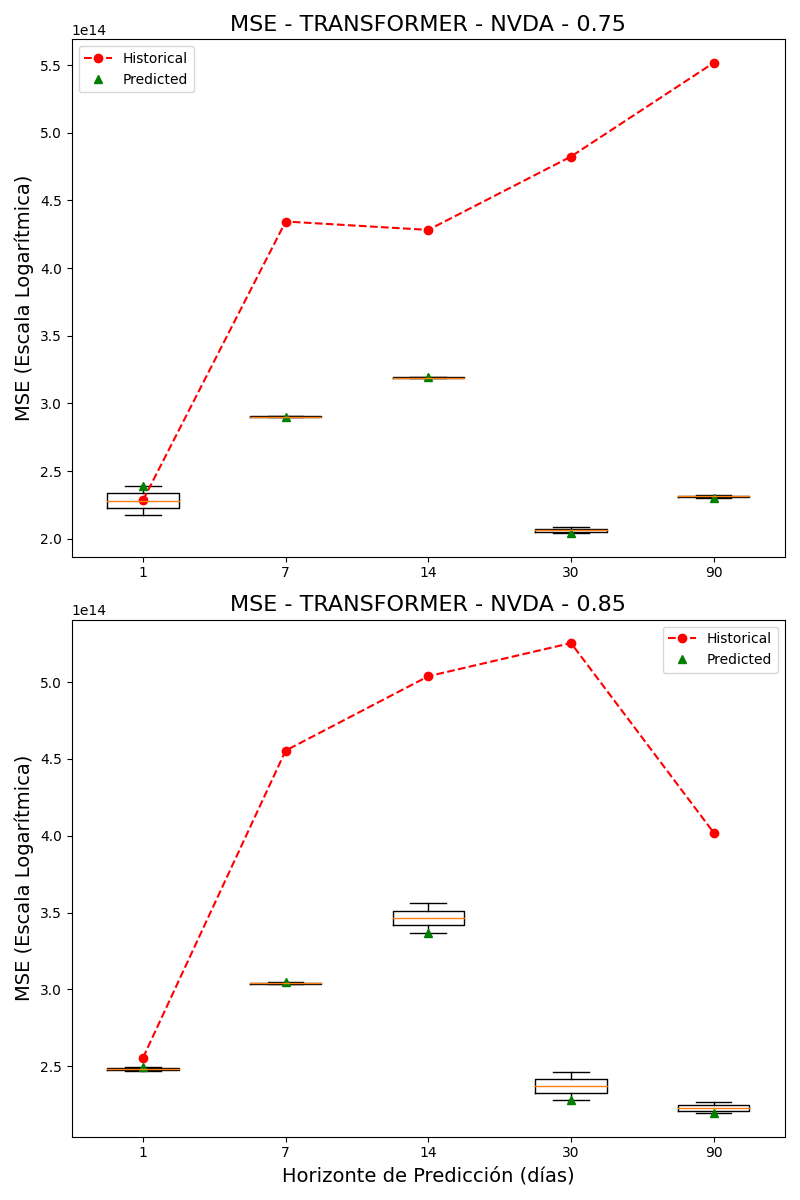 MSE - TRANSFORMER - NVDA - 0.75
1e14
Historical
Predicted
MSE (Escala Logarítmica)
5.5
5.0
4.5
4.0
3.5
3.0
2.5
2.0
1 7 14 30 90
MSE - TRANSFORMER - NVDA - 0.85
1e14
Historical
Predicted
MSE (Escala Logarítmica)
5.0
4.5
4.0
3.5
3.0
2.5
1 7 14 30 90
Horizonte de Predicción (días)